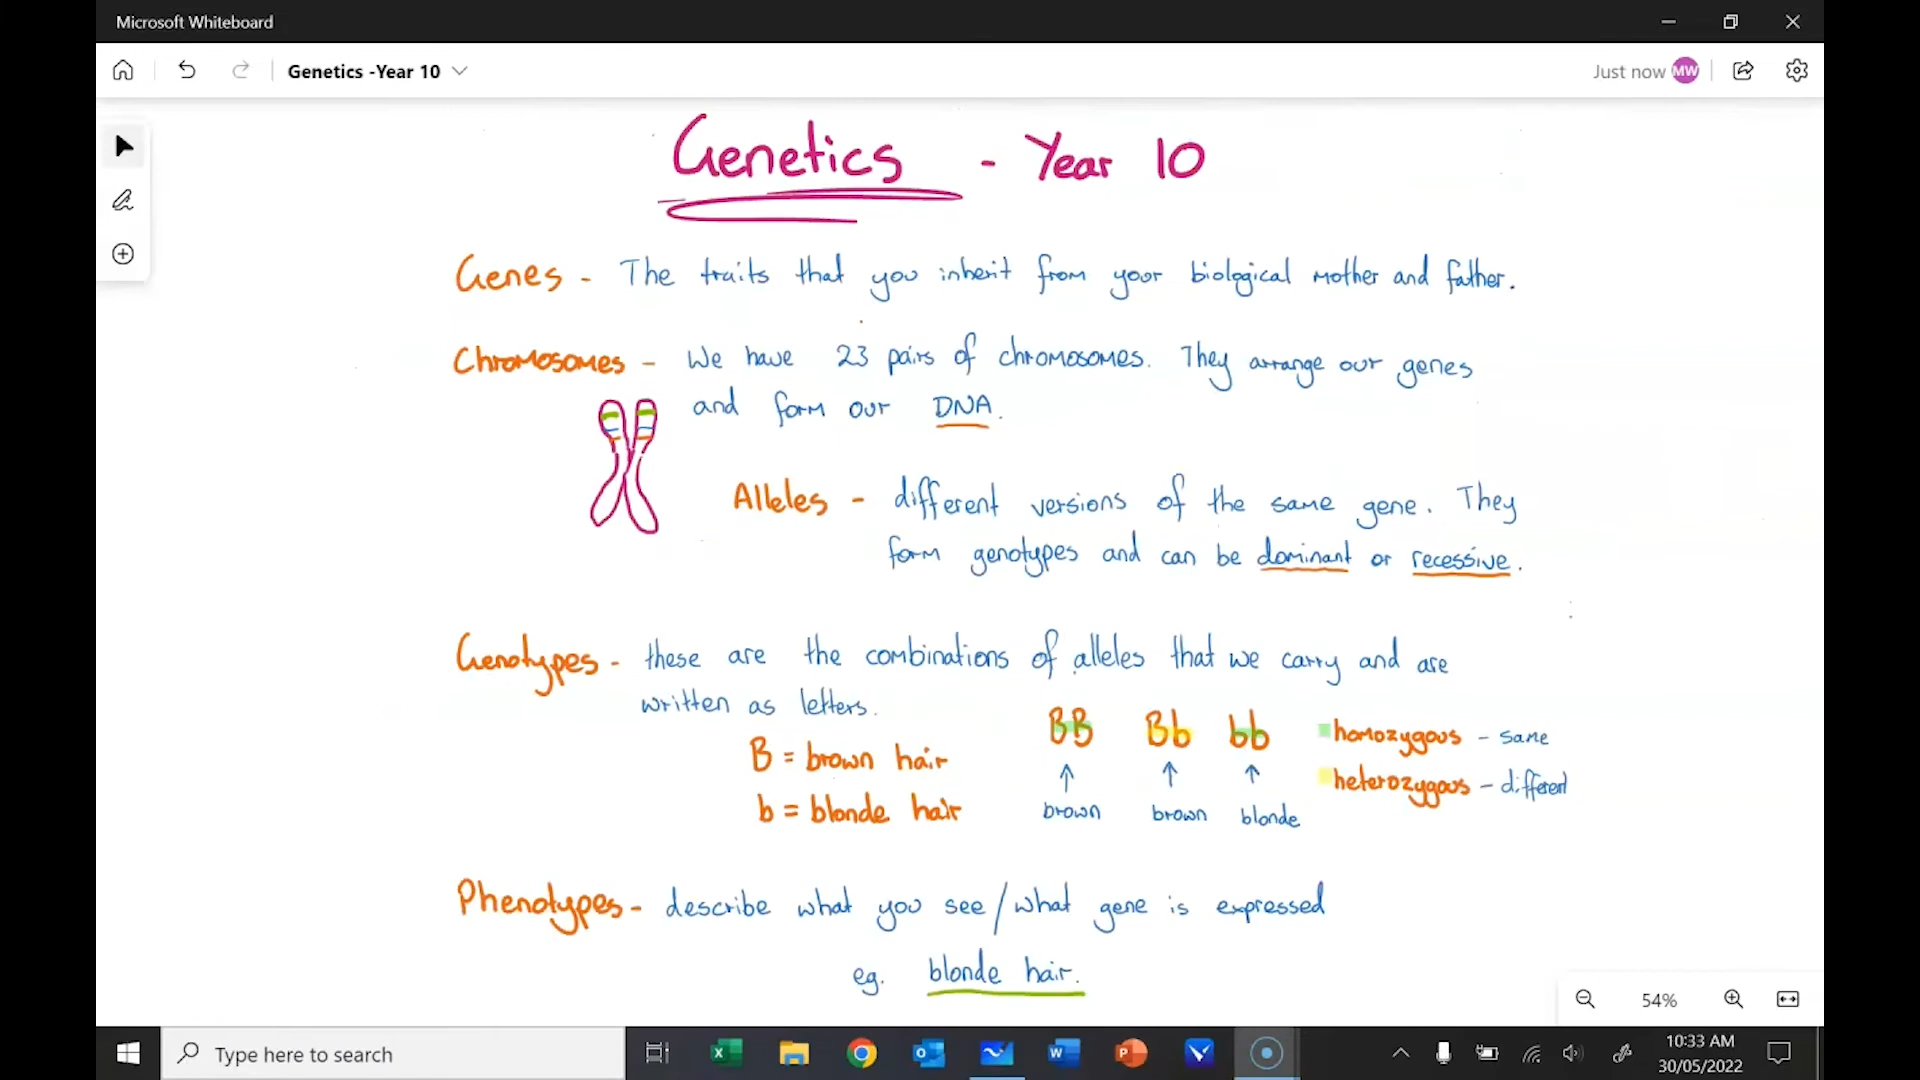 Microsoft Whiteboard
Genetics -Year 10
Just now MW
Genetics - Year 10
Genes - The traits that you inherit from your biological mother and father.
Chromosomes - We have 23 pairs of chromosomes. They arrange our genes
and form our DNA.
Alleles - different versions of the same gene. They
form genotypes and can be dominant or recessive.
Genotypes - these are the combinations of alleles that we carry and are
written as letters.
BB Bb bb
homozygous - same
B = brown hair
heterozygous - different
b = blonde hair
brown brown blonde
Phenotypes - describe what you see/what gene is expressed
eg. blonde hair.
54%
Type here to search
10:33 AM
30/05/2022